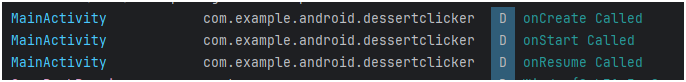 MainActivity com.example.android.dessertclicker D onCreate Called
MainActivity com.example.android.dessertclicker D onStart Called
MainActivity com.example.android.dessertclicker D onResume Called